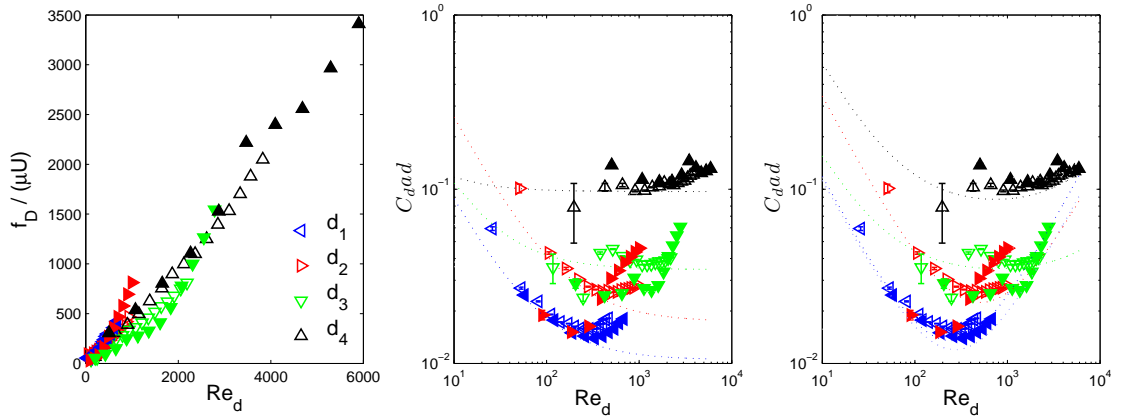 3500
3000
2500
2000
1500
1000
500
0
0 2000 4000 6000
f_D / (μU)
Re_d
d_1
d_2
d_3
d_4
10^0
10^{-1}
10^{-2}
10^1 10^2 10^3 10^4
C_d ad
Re_d
10^0
10^{-1}
10^{-2}
10^1 10^2 10^3 10^4
C_d ad
Re_d